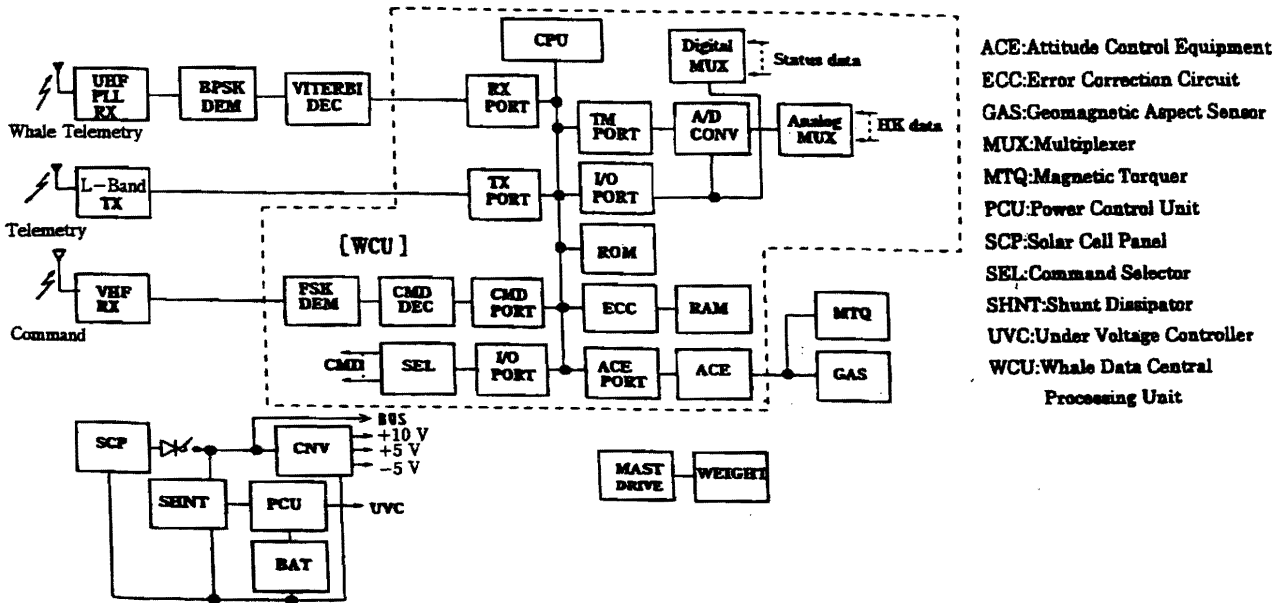 CPU
Digital
MUX
Status data
UHF
PLL
RX
BPSK
DEM
VITERBI
DEC
RX
PORT
Whale Telemetry
TM
PORT
A/D
CONV
Analog
MUX
HK data
L-Band
TX
TX
PORT
I/O
PORT
Telemetry
[WCU]
ROM
VHF
RX
Command
FSK
DEM
CMD
DEC
CMD
PORT
ECC
RAM
MTQ
CMD
SEL
I/O
PORT
ACE
PORT
ACE
GAS
SCP
CNV
BUS
+10 V
+5 V
-5 V
SHNT
PCU
UVC
BAT
MAST
DRIVE
WEIGHT
ACE:Attitude Control Equipment
ECC:Error Correction Circuit
GAS:Geomagnetic Aspect Sensor
MUX:Multiplexer
MTQ:Magnetic Torquer
PCU:Power Control Unit
SCP:Solar Cell Panel
SEL:Command Selector
SHNT:Shunt Dissipator
UVC:Under Voltage Controller
WCU:Whale Data Central
Processing Unit